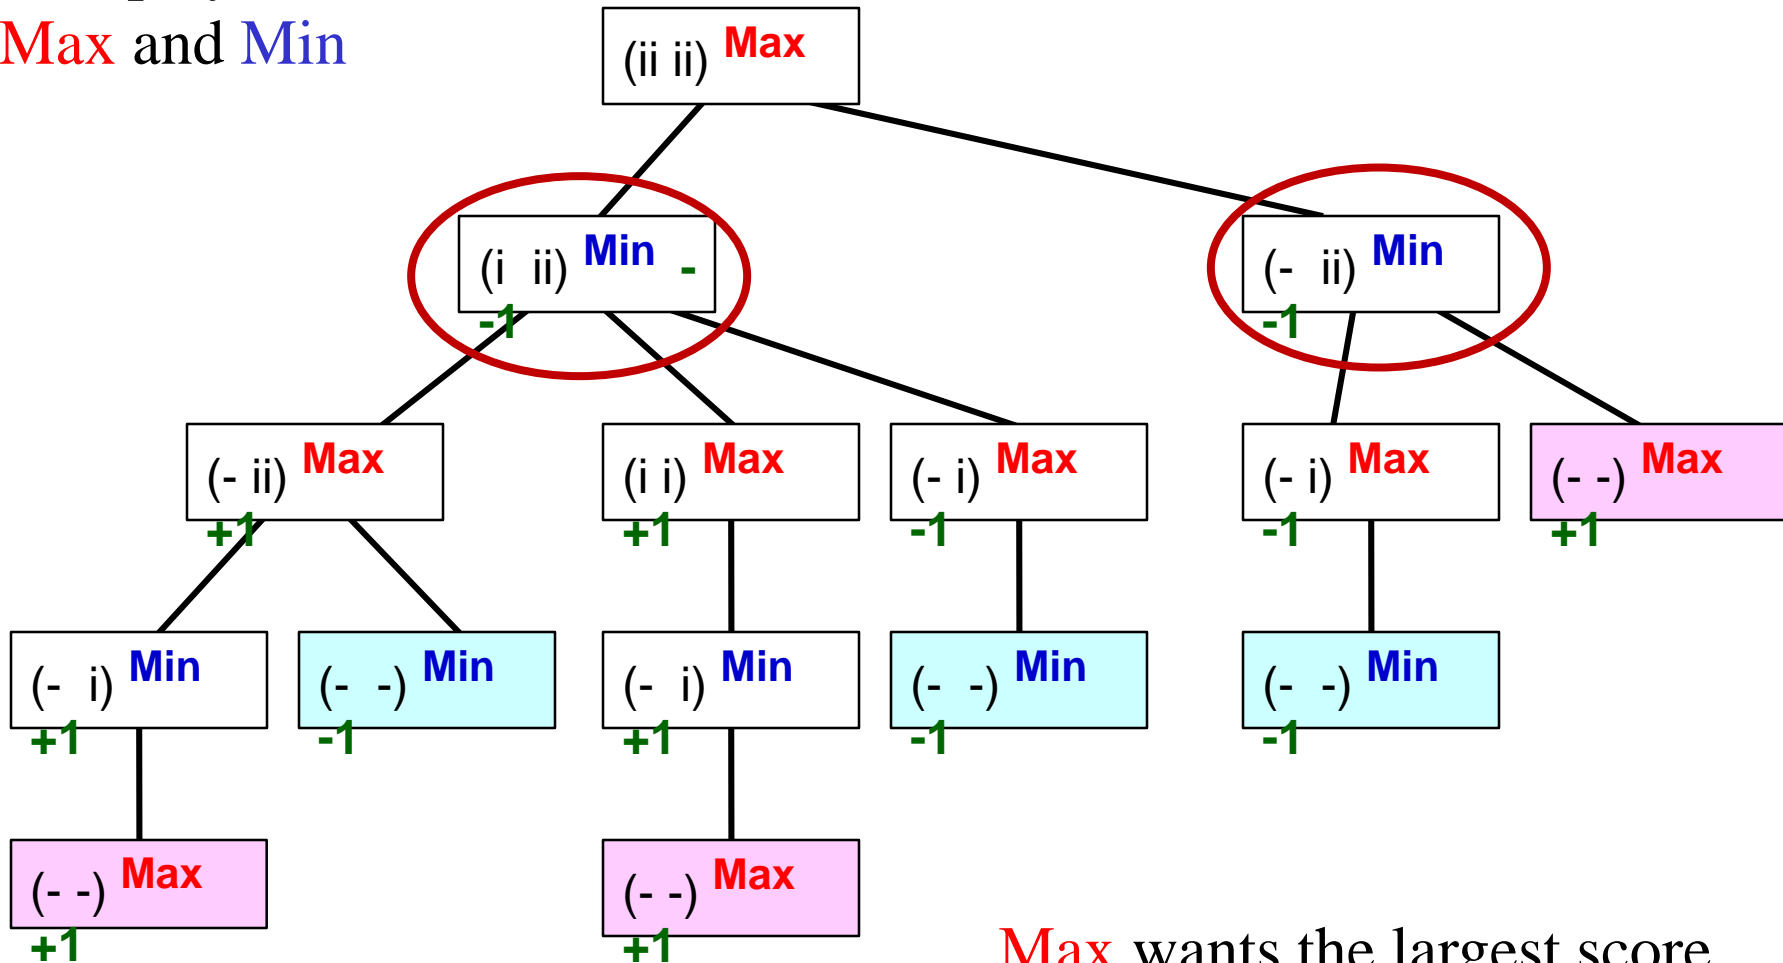 Max and Min
(ii ii) Max
(i ii) Min -
-1
(- ii) Min
-1
(- ii) Max
+1
(i i) Max
+1
(- i) Max
-1
(- i) Max
-1
(- -) Max
+1
(- i) Min
+1
(- -) Min
-1
(- i) Min
+1
(- -) Min
-1
(- -) Min
-1
(- -) Max
+1
(- -) Max
+1
Max wants the largest score